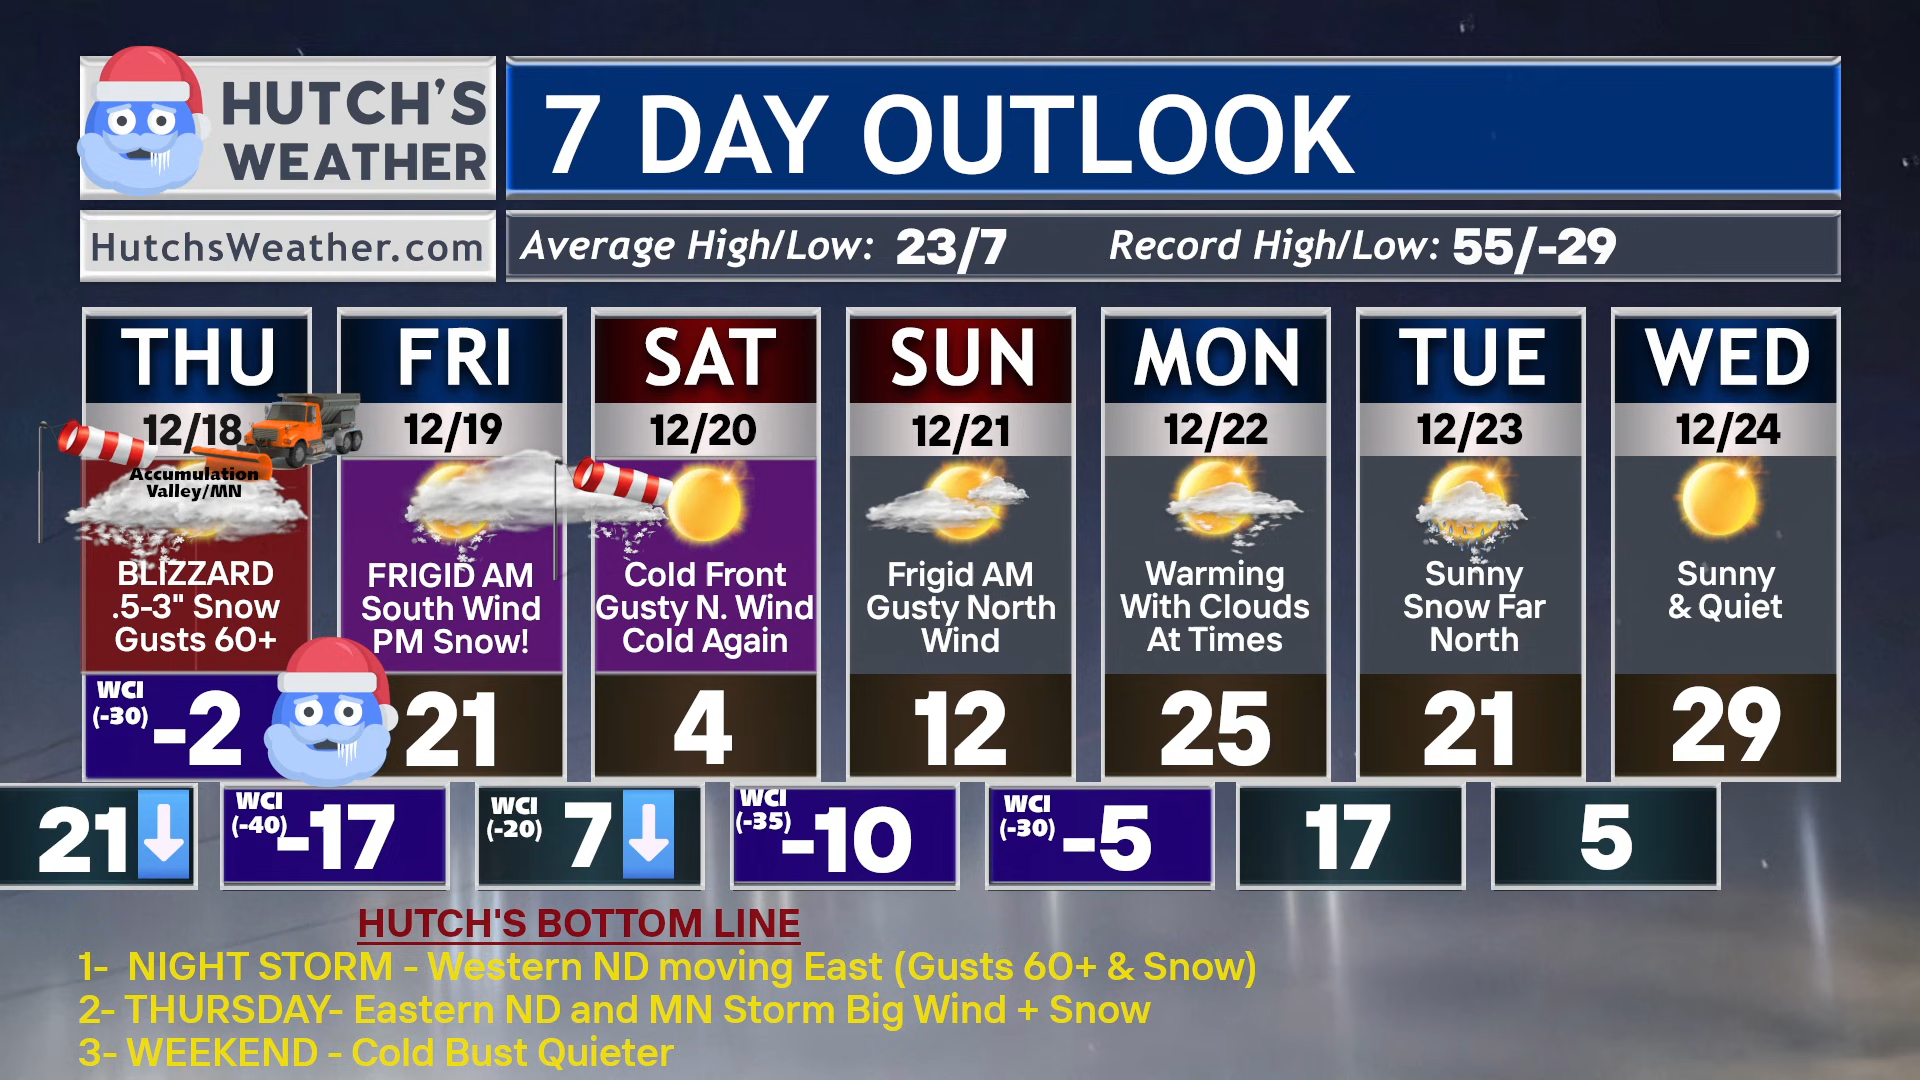 HUTCH'S
WEATHER
7 DAY OUTLOOK
HutchsWeather.com
Average High/Low: 23/7
Record High/Low: 55/-29
THU
12/18
Accumulation
Valley/MN
BLIZZARD
.5-3" Snow
Gusts 60+
WCI
(-30)
-2
FRI
12/19
FRIGID AM
South Wind
PM Snow!
21
SAT
12/20
Cold Front
Gusty N. Wind
Cold Again
4
SUN
12/21
Frigid AM
Gusty North
Wind
12
MON
12/22
Warming
With Clouds
At Times
25
TUE
12/23
Sunny
Snow Far
North
21
WED
12/24
Sunny
& Quiet
29
21
WCI
(-40)
-17
WCI
(-20)
7
WCI
(-35)
-10
WCI
(-30)
-5
17
5
HUTCH'S BOTTOM LINE
1- NIGHT STORM - Western ND moving East (Gusts 60+ & Snow)
2- THURSDAY- Eastern ND and MN Storm Big Wind + Snow
3- WEEKEND - Cold Bust Quieter